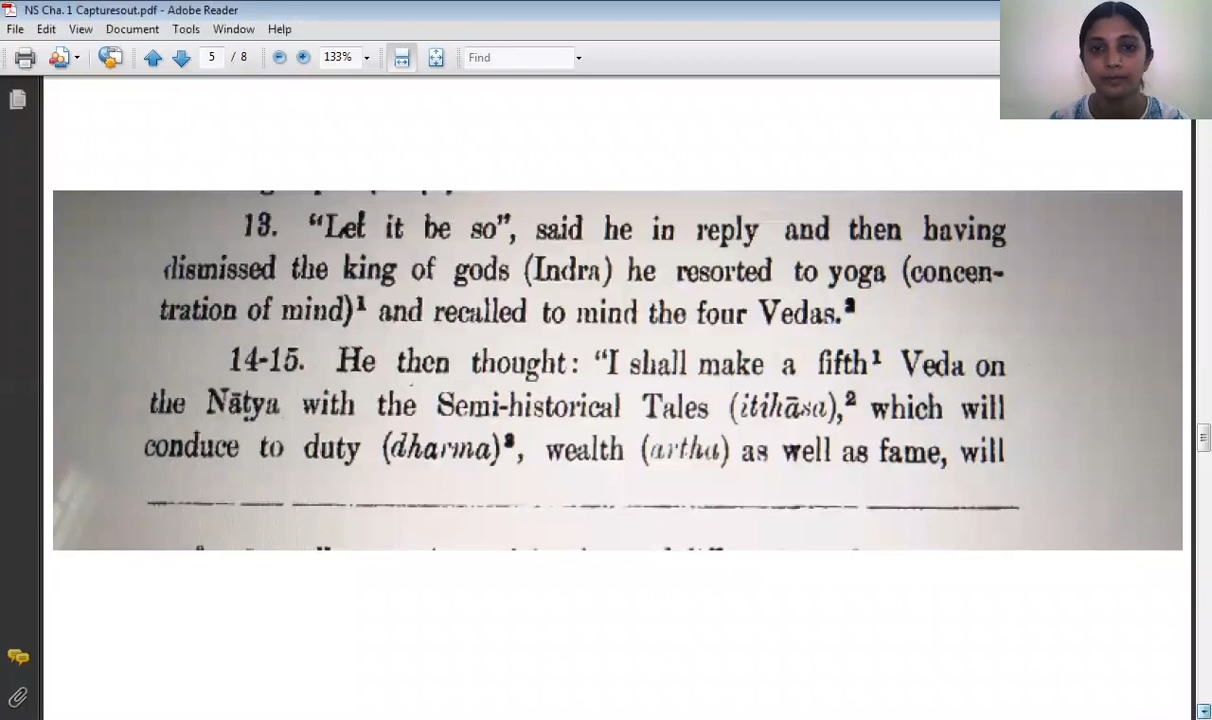 NS Cha. 1 Capturesout.pdf - Adobe Reader
File Edit View Document Tools Window Help
5 / 8 133% Find
13. "Let it be so", said he in reply and then having
dismissed the king of gods (Indra) he resorted to yoga (concen-
tration of mind)¹ and recalled to mind the four Vedas.²
14-15. He then thought: "I shall make a fifth¹ Veda on
the Nāṭya with the Semi-historical Tales (itihāsa),² which will
conduce to duty (dharma)³, wealth (artha) as well as fame, will